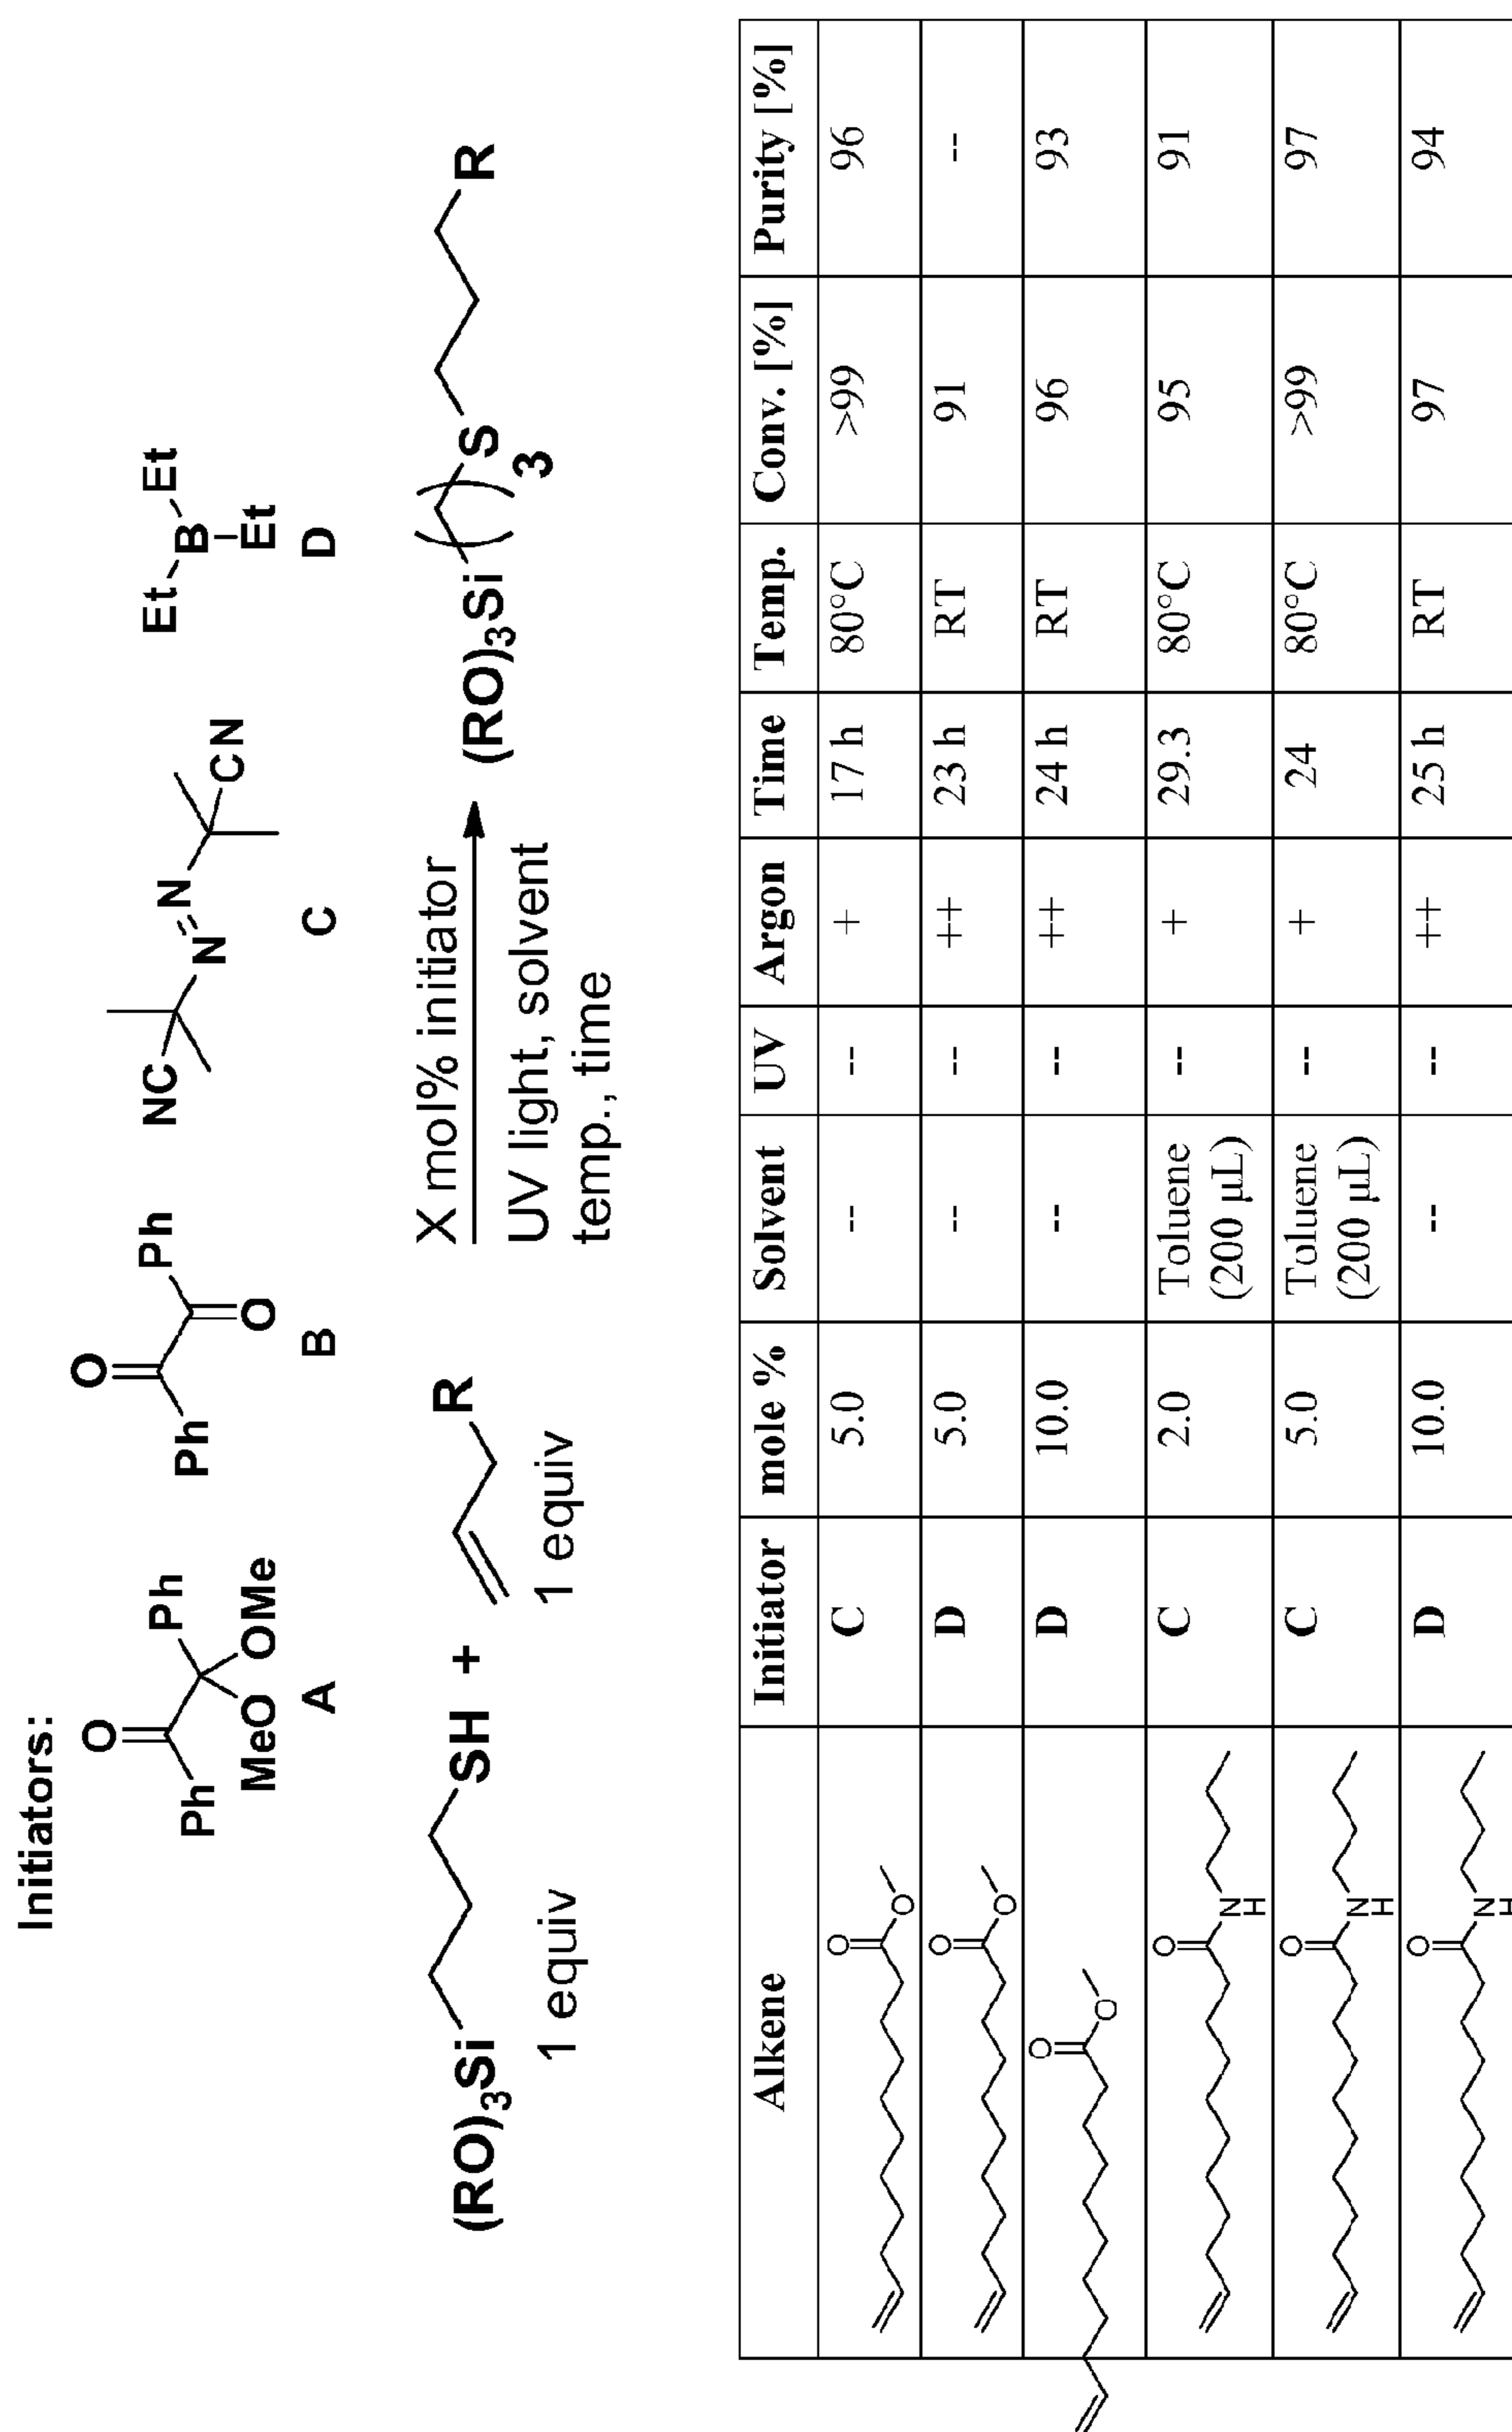 Initiators:
O
Ph
Ph
MeO OMe
A
O
Ph
Ph
O
B
NC
N
N
CN
C
Et
B
Et
Et
D
(RO)3Si
SH
+
R
X mol% initiator
UV light, solvent
temp., time
(RO)3Si
S
3
R
1 equiv
1 equiv
Alkene Initiator mole % Solvent UV Argon Time Temp. Conv. [%] Purity [%]
O
O
C 5.0 -- -- + 17 h 80°C >99 96
O
O
D 5.0 -- -- ++ 23 h RT 91 --
O
O
D 10.0 -- -- ++ 24 h RT 96 93
O
N
H
C 2.0 Toluene (200 µL) -- + 29.3 80°C 95 91
O
N
H
C 5.0 Toluene (200 µL) -- + 24 80°C >99 97
O
N
H
D 10.0 -- -- ++ 25 h RT 97 94